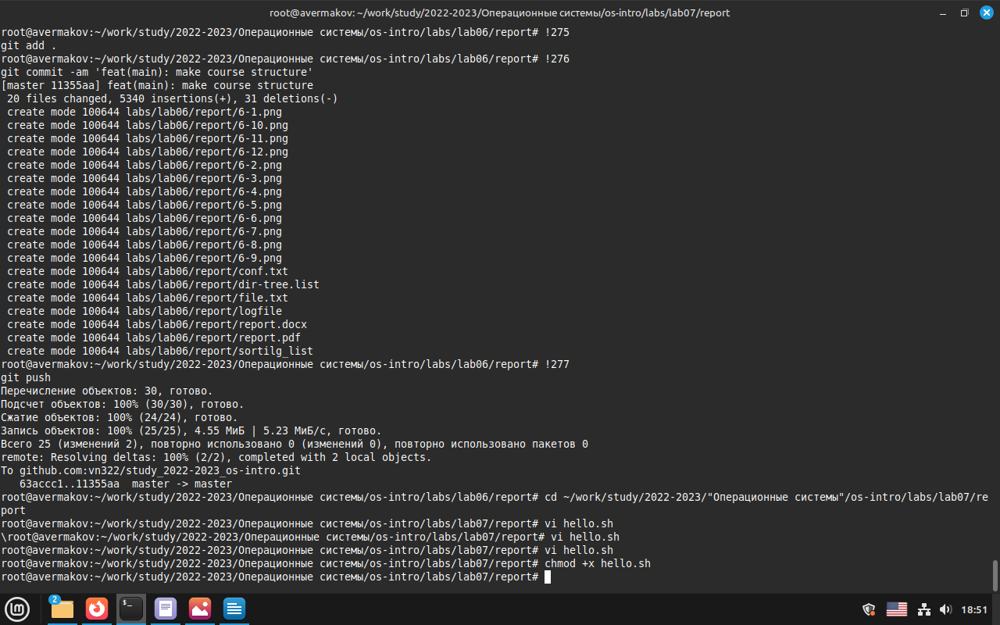 root@avermakov: ~/work/study/2022-2023/Операционные системы/os-intro/labs/lab07/report
root@avermakov:~/work/study/2022-2023/Операционные системы/os-intro/labs/lab06/report# !275
git add .
root@avermakov:~/work/study/2022-2023/Операционные системы/os-intro/labs/lab06/report# !276
git commit -am 'feat(main): make course structure'
[master 11355aa] feat(main): make course structure
 20 files changed, 5340 insertions(+), 31 deletions(-)
 create mode 100644 labs/lab06/report/6-1.png
 create mode 100644 labs/lab06/report/6-10.png
 create mode 100644 labs/lab06/report/6-11.png
 create mode 100644 labs/lab06/report/6-12.png
 create mode 100644 labs/lab06/report/6-2.png
 create mode 100644 labs/lab06/report/6-3.png
 create mode 100644 labs/lab06/report/6-4.png
 create mode 100644 labs/lab06/report/6-5.png
 create mode 100644 labs/lab06/report/6-6.png
 create mode 100644 labs/lab06/report/6-7.png
 create mode 100644 labs/lab06/report/6-8.png
 create mode 100644 labs/lab06/report/6-9.png
 create mode 100644 labs/lab06/report/conf.txt
 create mode 100644 labs/lab06/report/dir-tree.list
 create mode 100644 labs/lab06/report/file.txt
 create mode 100644 labs/lab06/report/logfile
 create mode 100644 labs/lab06/report/report.docx
 create mode 100644 labs/lab06/report/report.pdf
 create mode 100644 labs/lab06/report/sortilg_list
root@avermakov:~/work/study/2022-2023/Операционные системы/os-intro/labs/lab06/report# !277
git push
Перечисление объектов: 30, готово.
Подсчет объектов: 100% (30/30), готово.
Сжатие объектов: 100% (24/24), готово.
Запись объектов: 100% (25/25), 4.55 МиБ | 5.23 МиБ/с, готово.
Всего 25 (изменений 2), повторно использовано 0 (изменений 0), повторно использовано пакетов 0
remote: Resolving deltas: 100% (2/2), completed with 2 local objects.
To github.com:vn322/study_2022-2023_os-intro.git
   63accc1..11355aa  master -> master
root@avermakov:~/work/study/2022-2023/Операционные системы/os-intro/labs/lab06/report# cd ~/work/study/2022-2023/"Операционные системы"/os-intro/labs/lab07/re
port
root@avermakov:~/work/study/2022-2023/Операционные системы/os-intro/labs/lab07/report# vi hello.sh
\root@avermakov:~/work/study/2022-2023/Операционные системы/os-intro/labs/lab07/report# vi hello.sh
root@avermakov:~/work/study/2022-2023/Операционные системы/os-intro/labs/lab07/report# vi hello.sh
root@avermakov:~/work/study/2022-2023/Операционные системы/os-intro/labs/lab07/report# chmod +x hello.sh
root@avermakov:~/work/study/2022-2023/Операционные системы/os-intro/labs/lab07/report#
2
$_
18:51